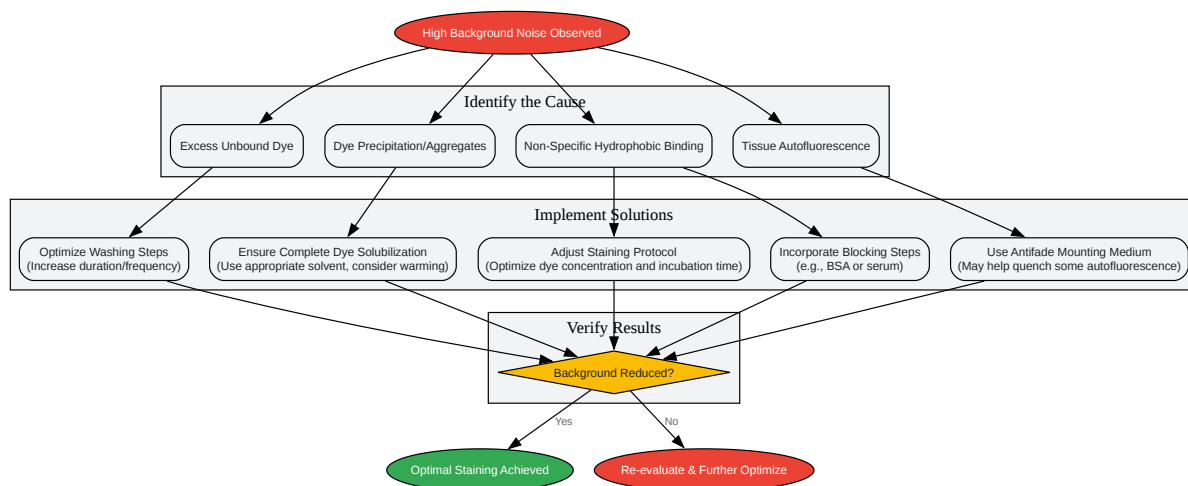 High Background Noise Observed
Identify the Cause
Excess Unbound Dye
Dye Precipitation/Aggregates
Non-Specific Hydrophobic Binding
Tissue Autofluorescence
Implement Solutions
Optimize Washing Steps
(Increase duration/frequency)
Ensure Complete Dye Solubilization
(Use appropriate solvent, consider warming)
Adjust Staining Protocol
(Optimize dye concentration and incubation time)
Incorporate Blocking Steps
(e.g., BSA or serum)
Use Antifade Mounting Medium
(May help quench some autofluorescence)
Verify Results
Background Reduced?
Yes
No
Optimal Staining Achieved
Re-evaluate & Further Optimize